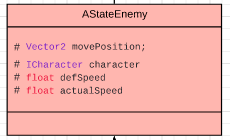 AStateEnemy
# Vector2 movePosition;
# ICharacter character
# float defSpeed
# float actualSpeed